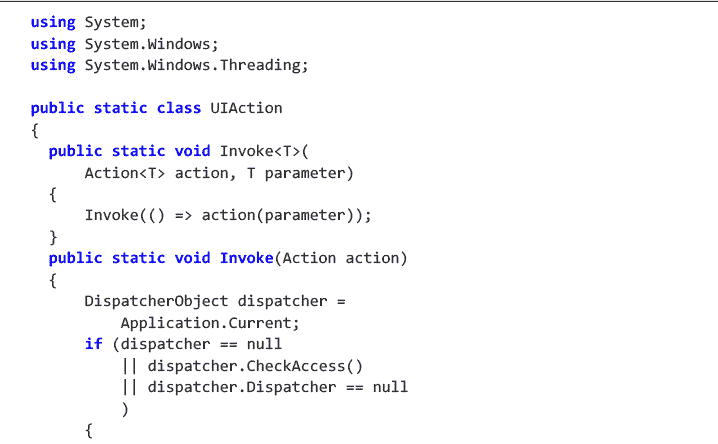 using System;
using System.Windows;
using System.Windows.Threading;
public static class UIAction
{
public static void Invoke<T>(
Action<T> action, T parameter)
{
Invoke(() => action(parameter));
}
public static void Invoke(Action action)
{
DispatcherObject dispatcher =
Application.Current;
if (dispatcher == null
|| dispatcher.CheckAccess()
|| dispatcher.Dispatcher == null
)
{